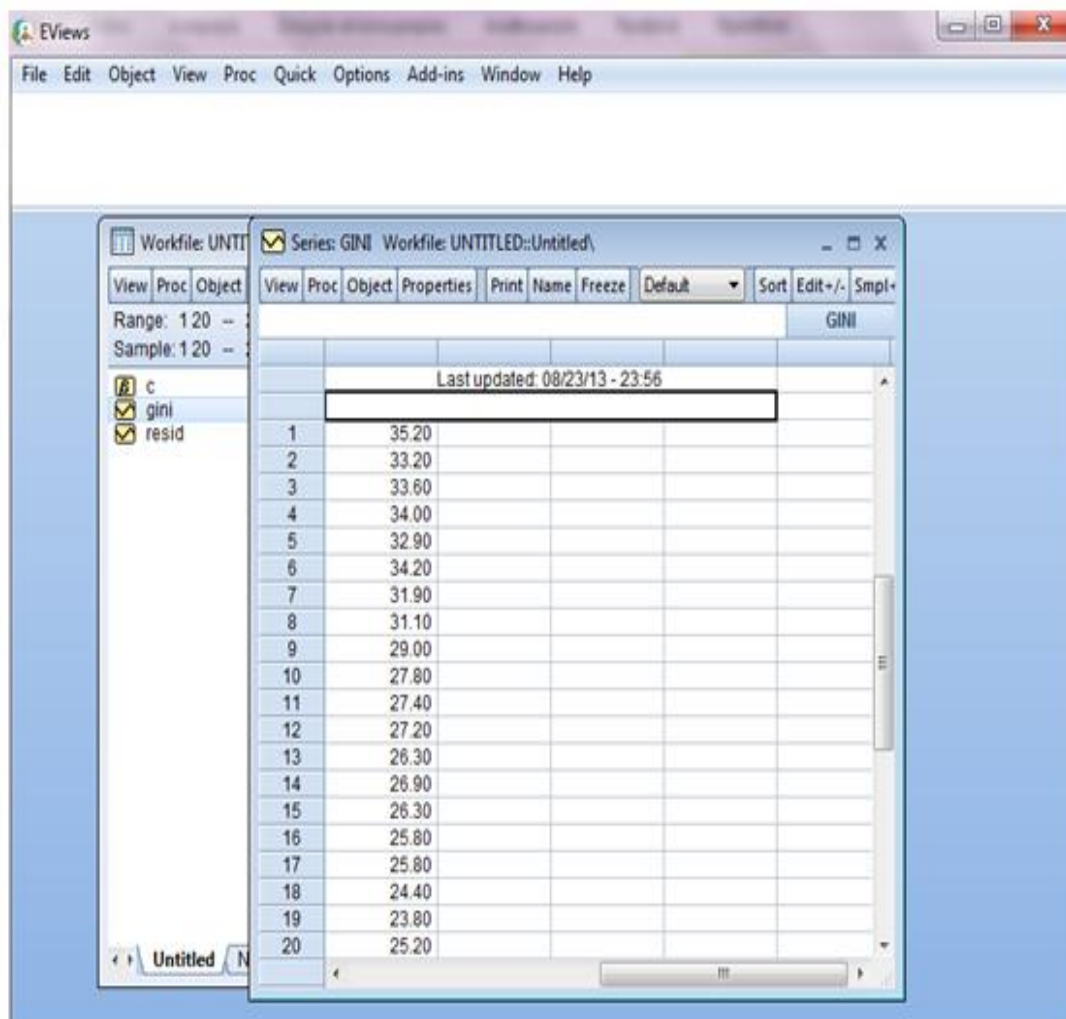 EViews
File Edit Object View Proc Quick Options Add-ins Window Help
Workfile: UNTIT
View Proc Object
Range: 1 20 --
Sample: 1 20 --
c
gini
resid
Untitled N
Series: GINI Workfile: UNTITLED::Untitled\
View Proc Object Properties Print Name Freeze Default Sort Edit+/- Smpl+
GINI
Last updated: 08/23/13 - 23:56
1 35.20
2 33.20
3 33.60
4 34.00
5 32.90
6 34.20
7 31.90
8 31.10
9 29.00
10 27.80
11 27.40
12 27.20
13 26.30
14 26.90
15 26.30
16 25.80
17 25.80
18 24.40
19 23.80
20 25.20